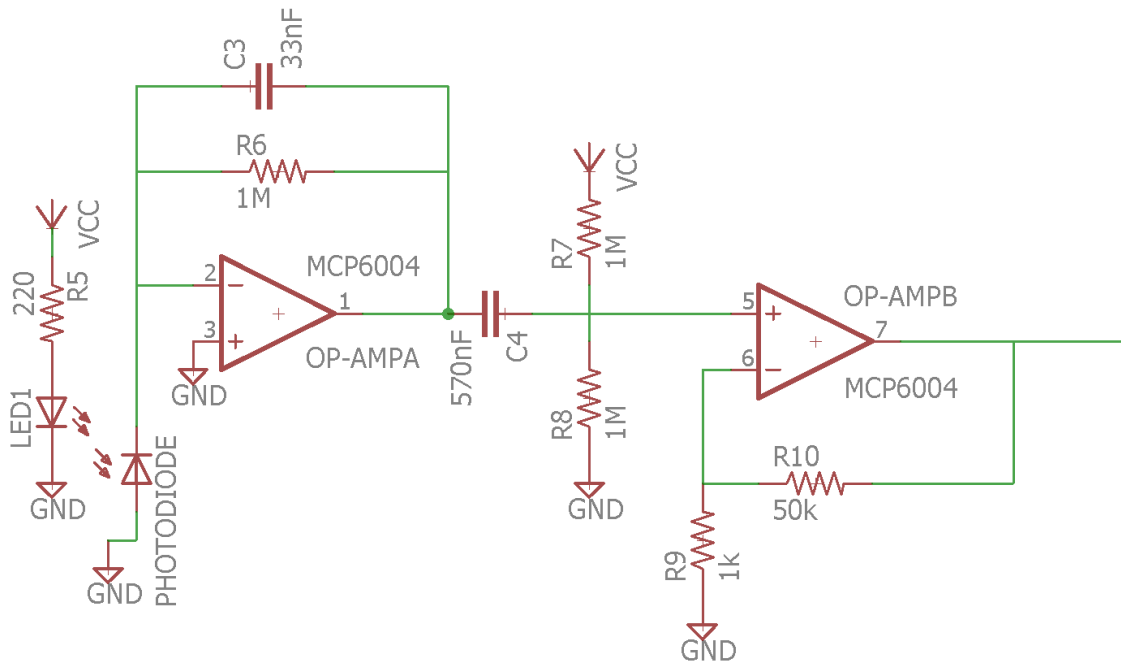 C3
33nF
R6
1M
VCC
220
R5
LED1
GND
PHOTODIODE
GND
2
3
1
MCP6004
OP-AMPA
GND
570nF
C4
VCC
R7
1M
R8
1M
GND
5
6
7
OP-AMPB
MCP6004
R10
50k
R9
1k
GND